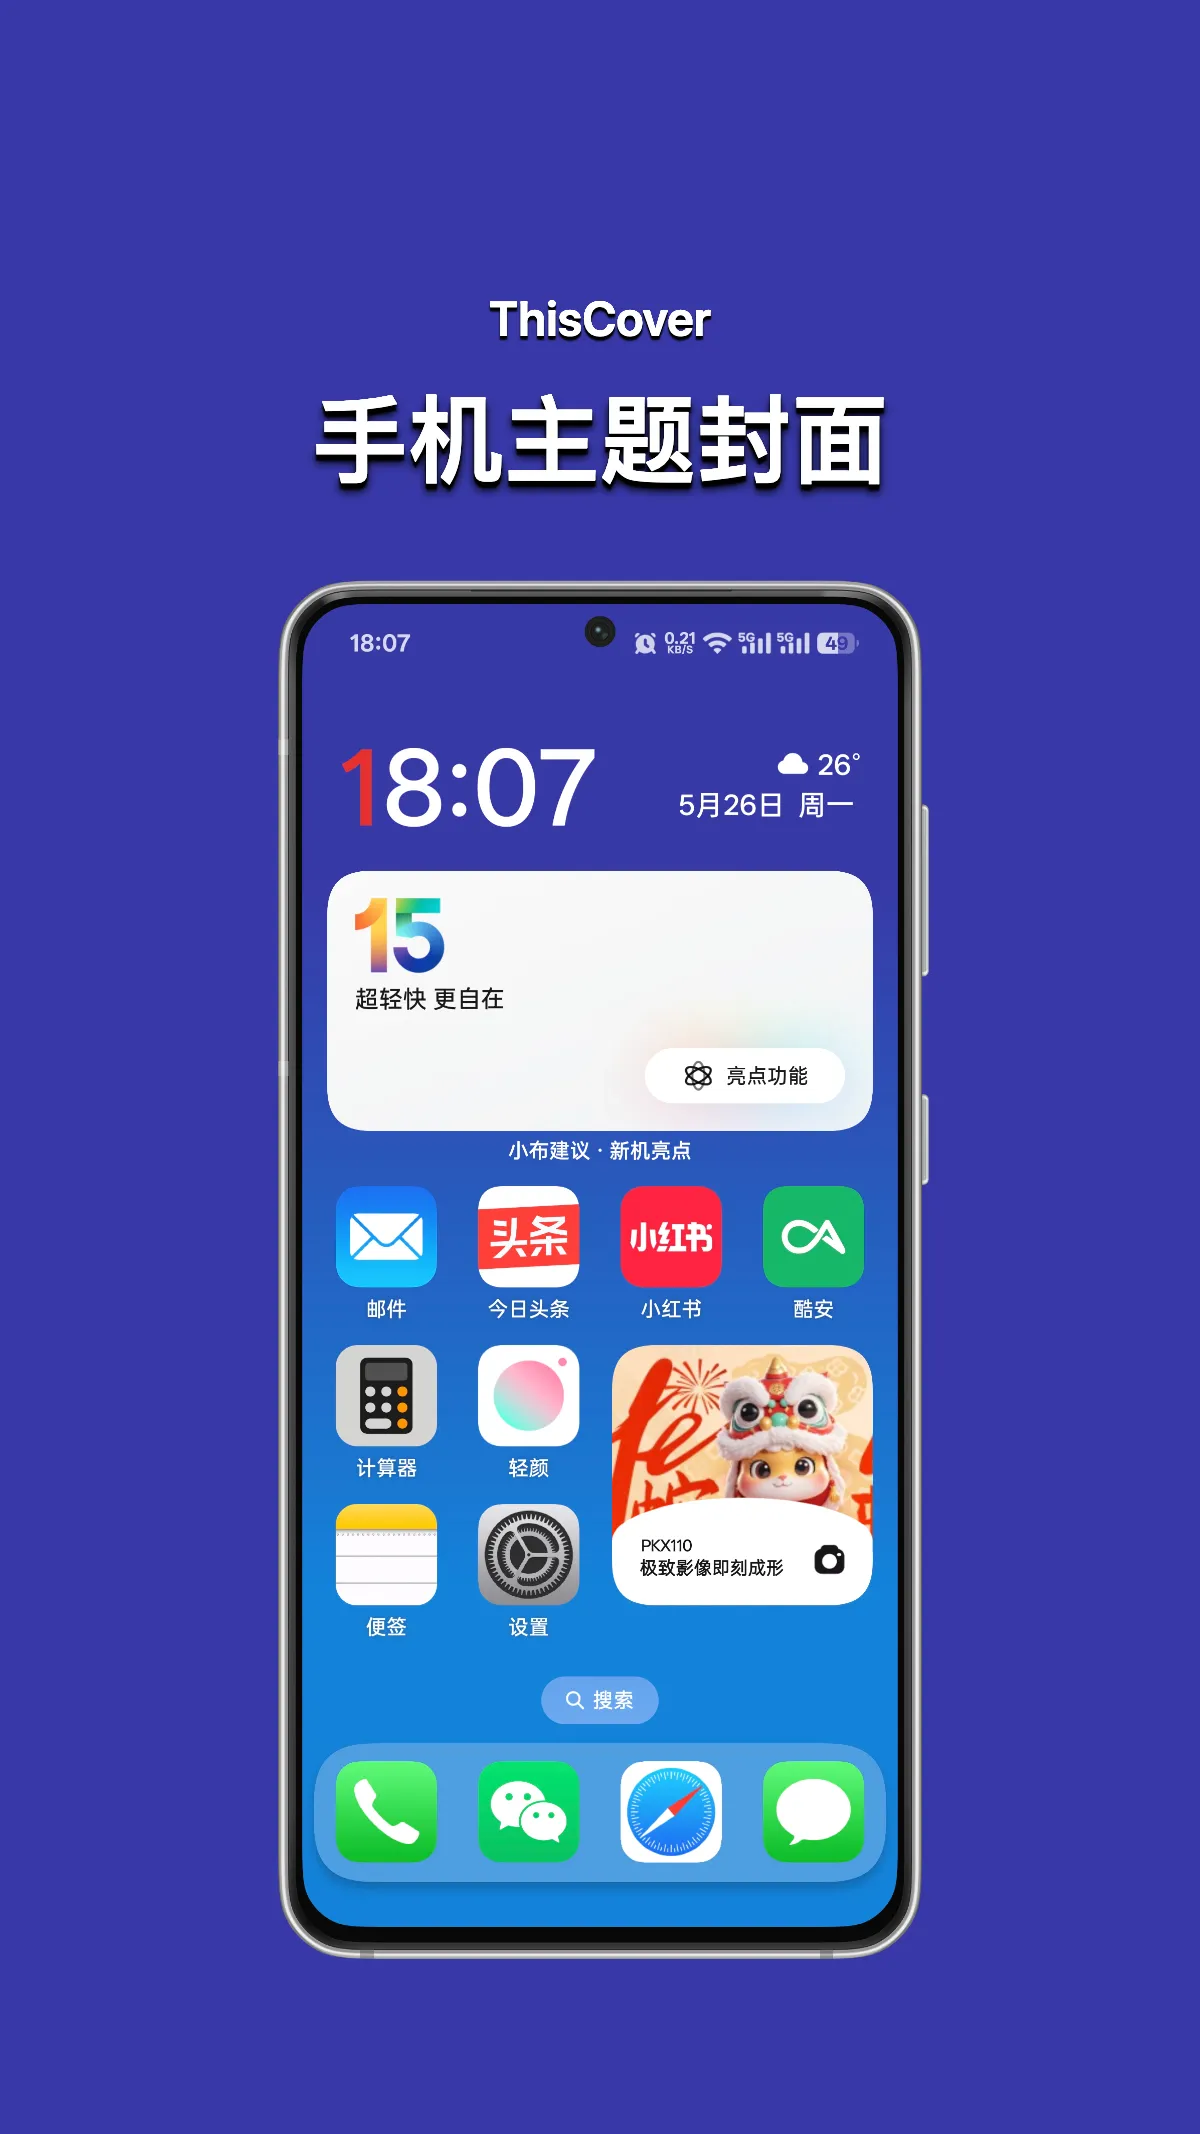 ThisCover
手机主题封面
18:07
0.21
KB/S
5G
5G
49
18:07
26°
5月26日 周一
15
超轻快 更自在
亮点功能
小布建议 · 新机亮点
头条
小红书
邮件
今日头条
小红书
酷安
计算器
轻颜
PKX110
极致影像即刻成形
便签
设置
搜索